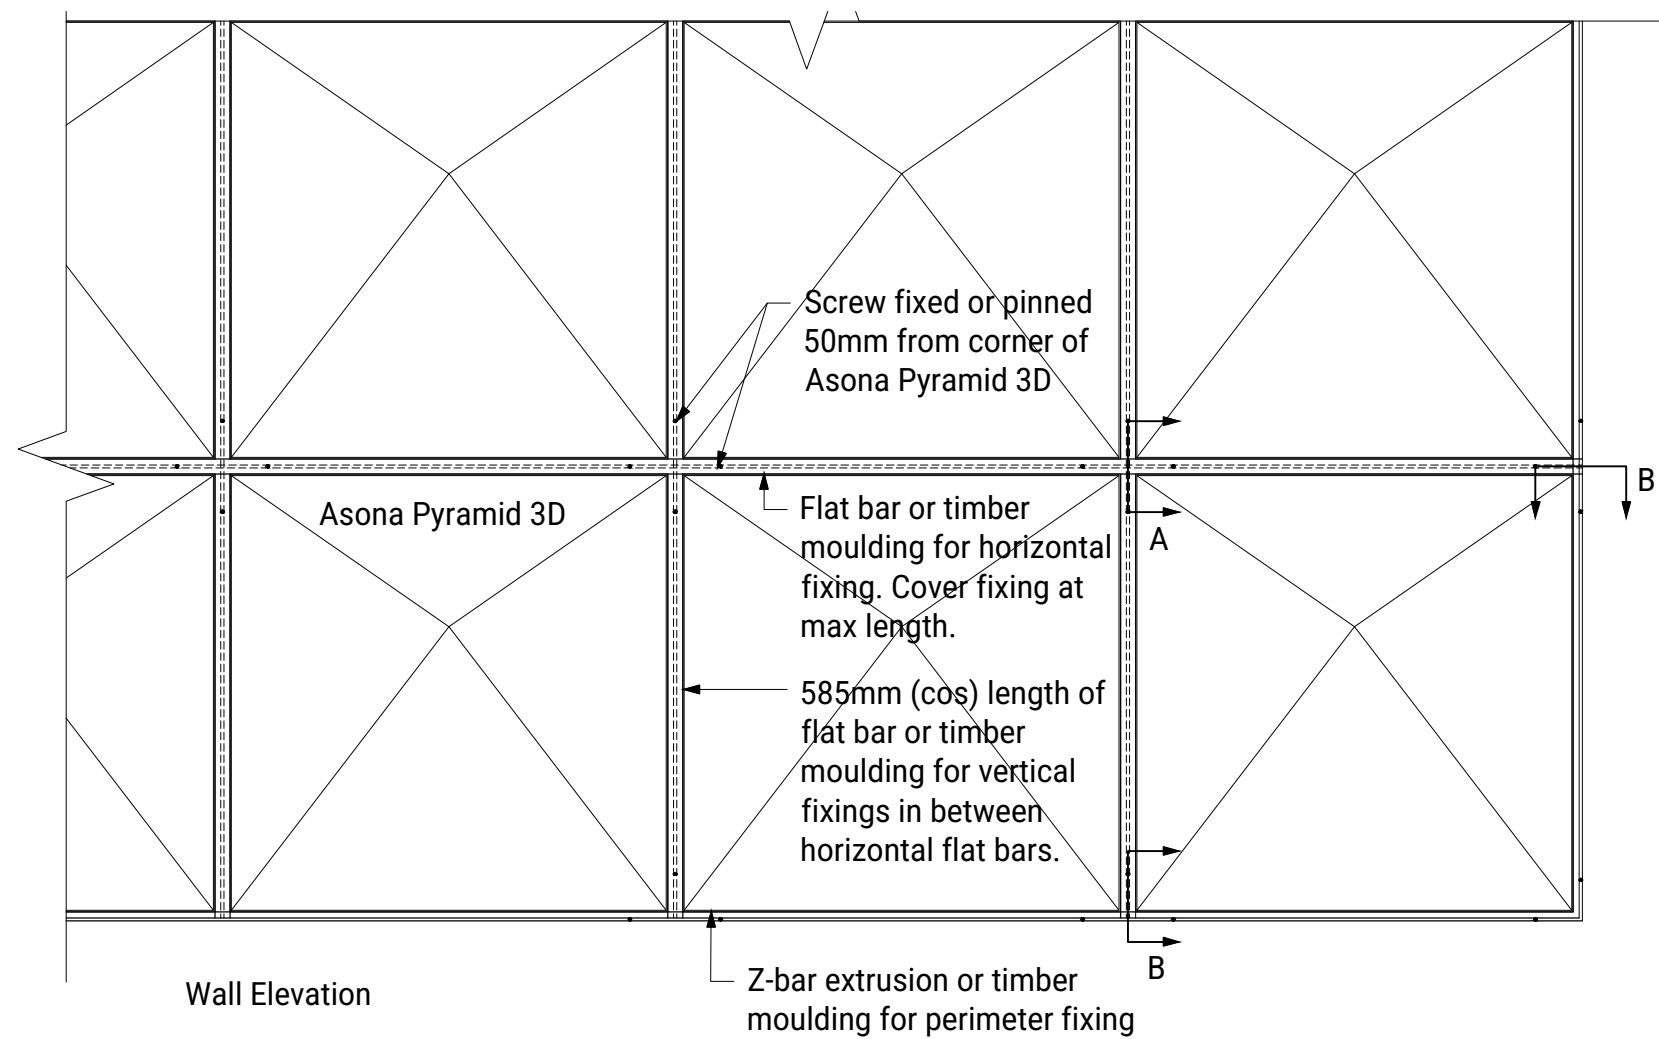 Screw fixed or pinned
50mm from corner of
Asona Pyramid 3D
B
Asona Pyramid 3D
Flat bar or timber
moulding for horizontal
fixing. Cover fixing at
max length.
A
585mm (cos) length of
flat bar or timber
moulding for vertical
fixings in between
horizontal flat bars.
B
Wall Elevation
Z-bar extrusion or timber
moulding for perimeter fixing